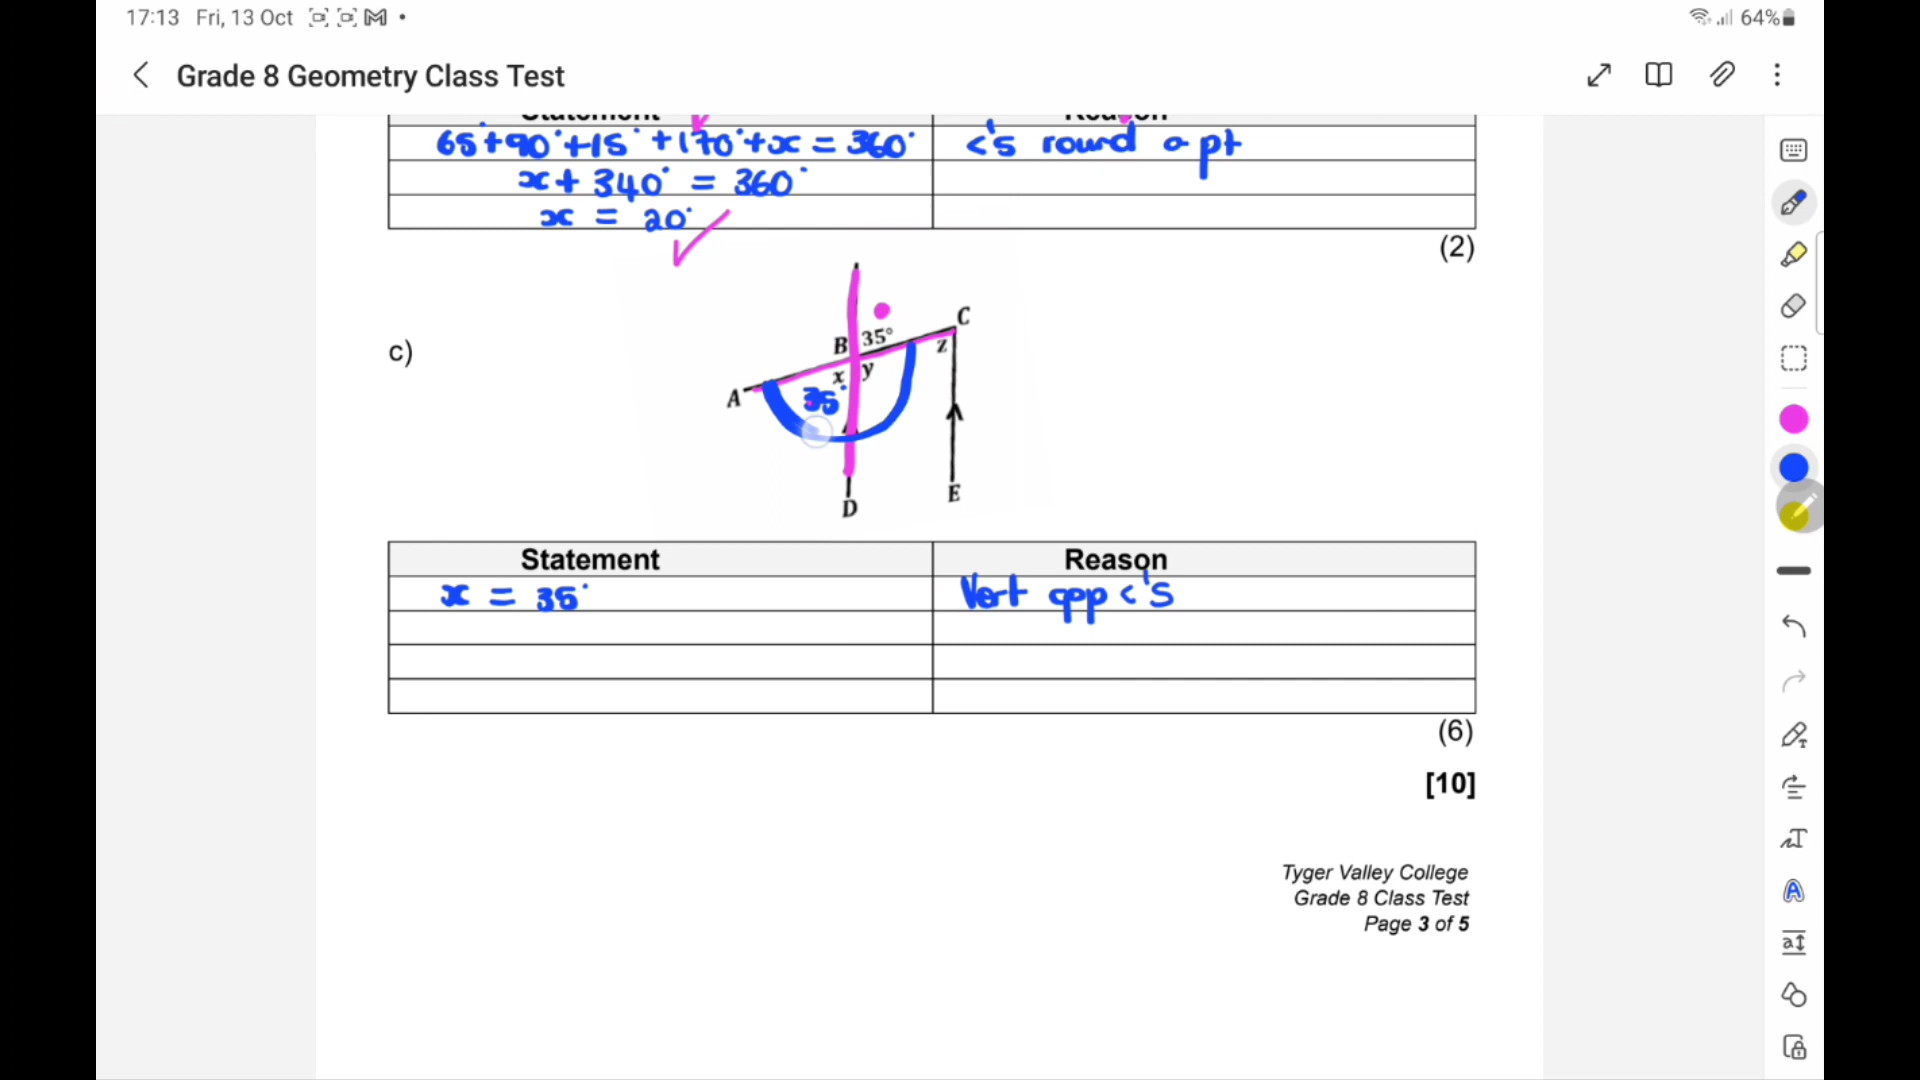 17:13 Fri, 13 Oct 64%
Grade 8 Geometry Class Test
Statement Reason
65°+90°+15°+170°+x = 360° <'s round a pt
x + 340° = 360°
x = 20°
(2)
c)
C
B 35° z
x y
A 35°
D E
Statement Reason
x = 35° Vert opp <'s
(6)
[10]
Tyger Valley College
Grade 8 Class Test
Page 3 of 5